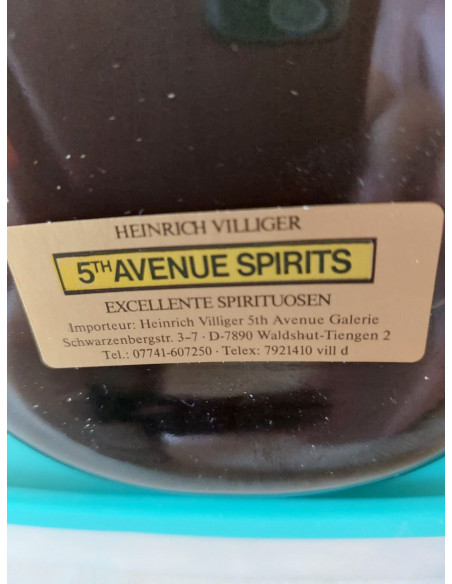 HEINRICH VILLIGER
5TH AVENUE SPIRITS
EXCELLENTE SPIRITUOSEN
Importeur: Heinrich Villiger 5th Avenue Galerie
Schwarzenbergstr. 3-7 · D-7890 Waldshut-Tiengen 2
Tel.: 07741-607250 · Telex: 7921410 vill d